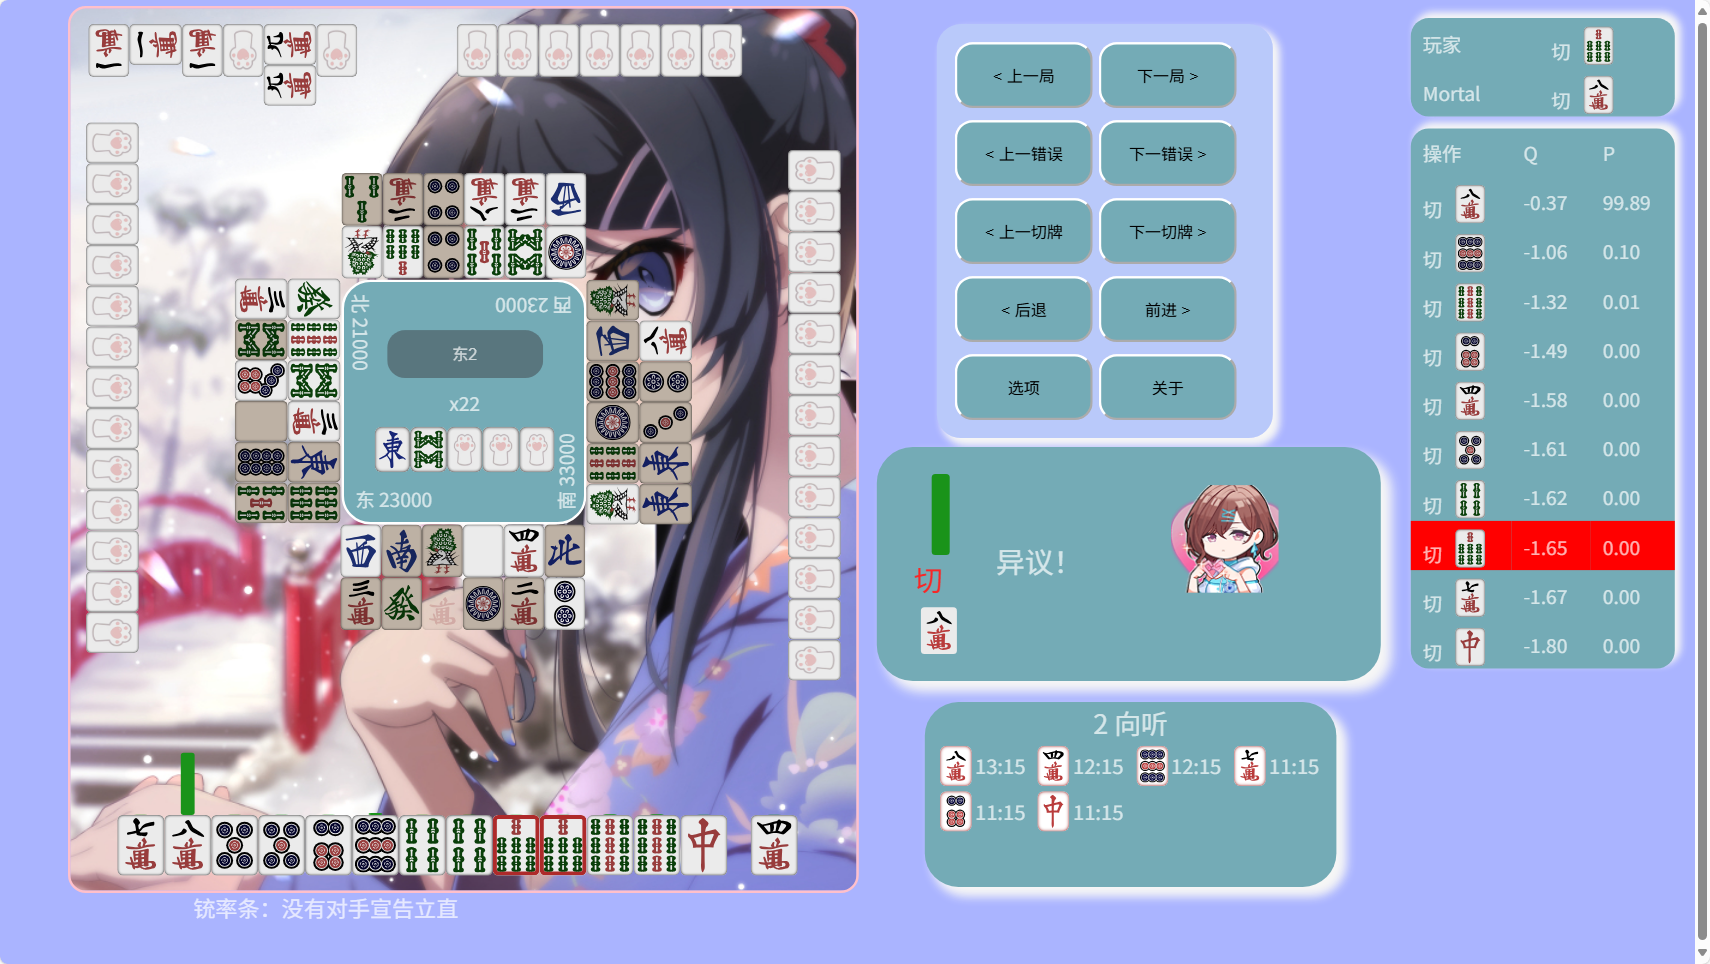 北 21000
西 23000
东2
x22
南 33000
东 23000
铳率条：没有对手宣告立直
< 上一局
下一局 >
< 上一错误
下一错误 >
< 上一切牌
下一切牌 >
< 后退
前进 >
选项
关于
切
异议！
2 向听
13:15
12:15
12:15
11:15
11:15
11:15
玩家 切
Mortal 切
操作 Q P
切 -0.37 99.89
切 -1.06 0.10
切 -1.32 0.01
切 -1.49 0.00
切 -1.58 0.00
切 -1.61 0.00
切 -1.62 0.00
切 -1.65 0.00
切 -1.67 0.00
切 -1.80 0.00